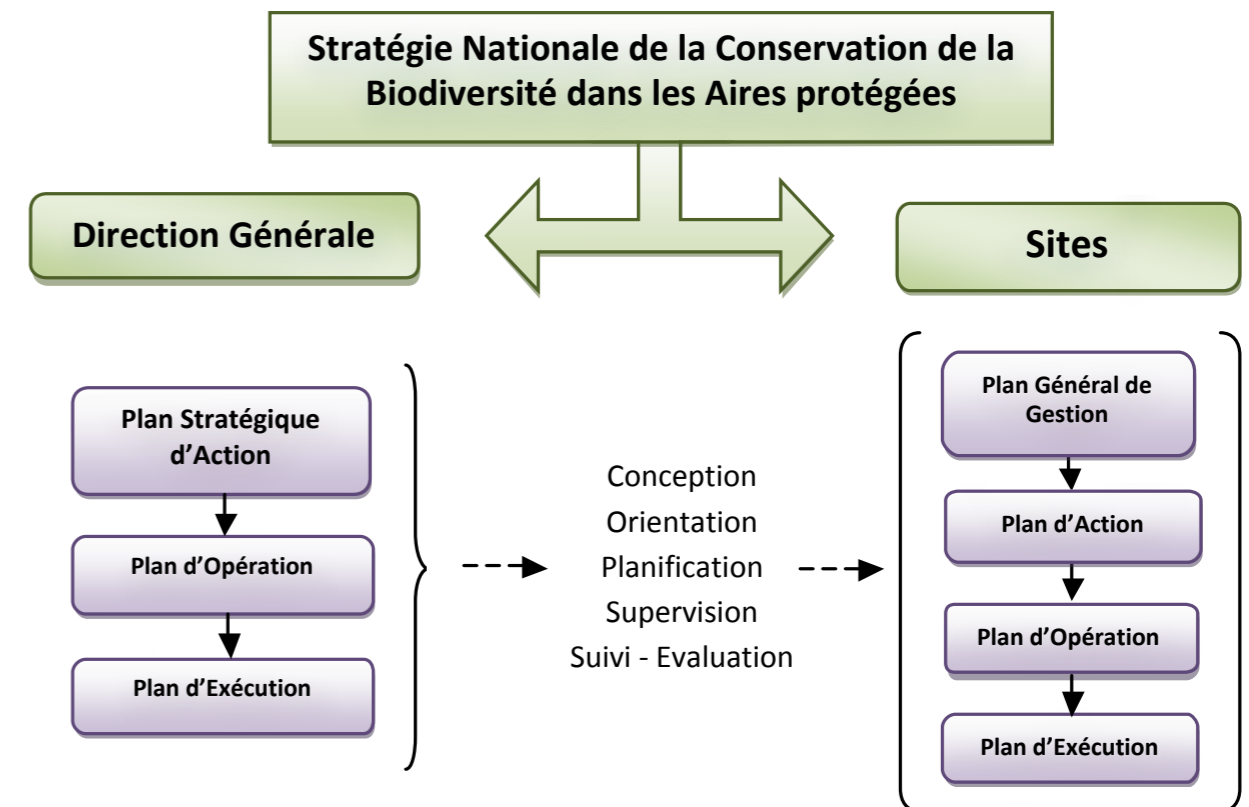 Stratégie Nationale de la Conservation de la
Biodiversité dans les Aires protégées
Direction Générale
Sites
Plan Stratégique
d’Action
Plan d’Opération
Plan d’Exécution
Conception
Orientation
Planification
Supervision
Suivi - Evaluation
Plan Général de
Gestion
Plan d’Action
Plan d’Opération
Plan d’Exécution